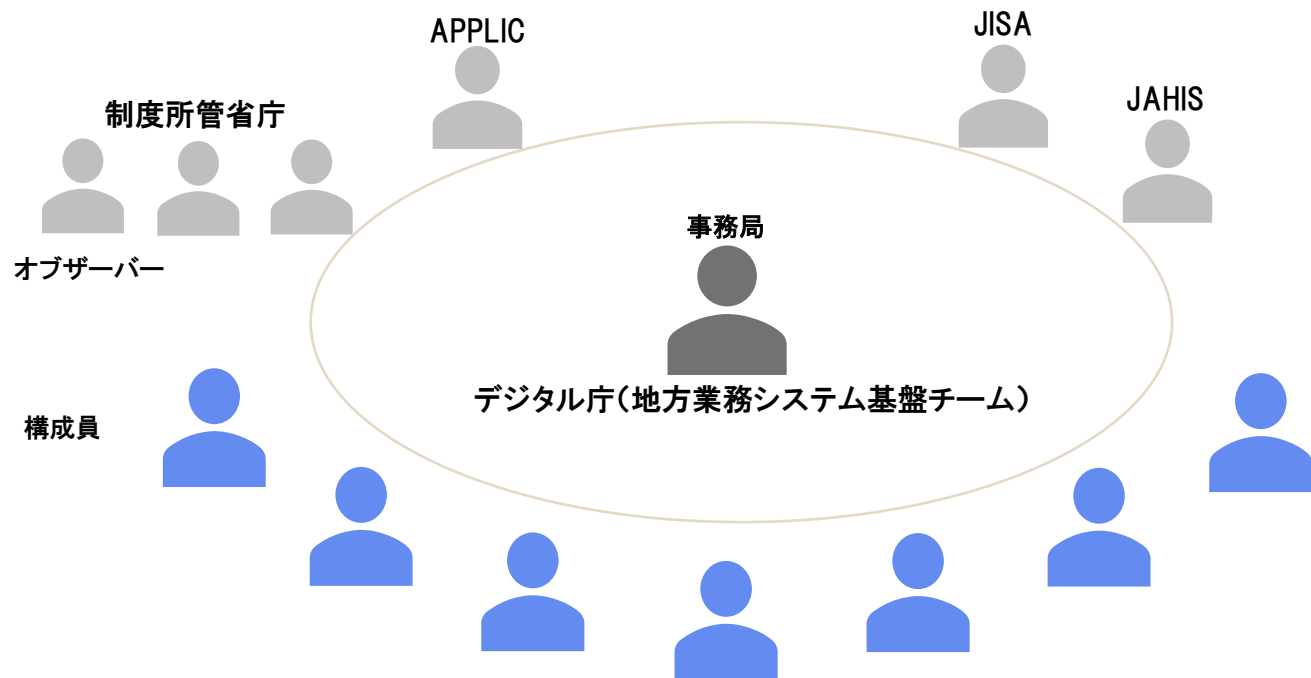 APPLIC
JISA
制度所管省庁
JAHIS
事務局
オブザーバー
デジタル庁(地方業務システム基盤チーム)
構成員